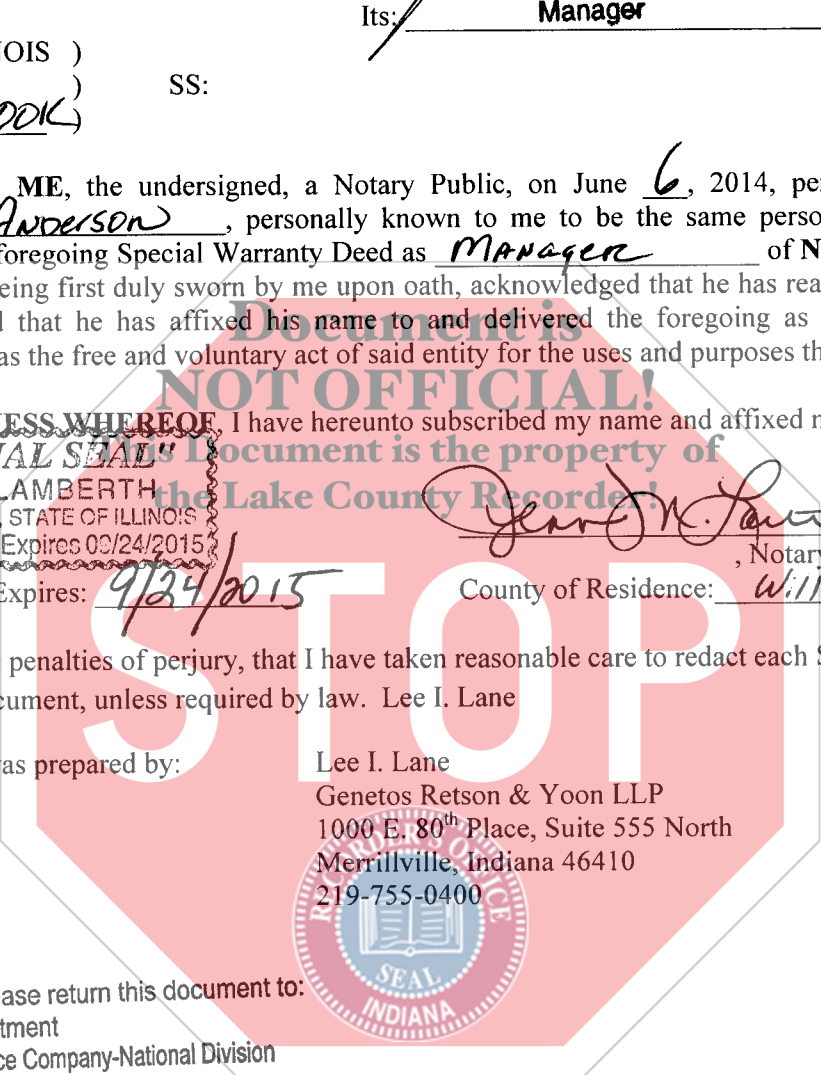 Its: Manager
NOIS )
) SS:
OOK )
ME, the undersigned, a Notary Public, on June 6, 2014, per
Anderson, personally known to me to be the same perso
foregoing Special Warranty Deed as Manager of N
eing first duly sworn by me upon oath, acknowledged that he has rea
d that he has affixed his name to and delivered the foregoing as
as the free and voluntary act of said entity for the uses and purposes th
Document is
NOT OFFICIAL!
This Document is the property of
the Lake County Recorder!
ESS WHEREOF, I have hereunto subscribed my name and affixed m
AL SEAL"
LAMBERTH
, STATE OF ILLINOIS
Expires 09/24/2015
, Notary
Expires: 9/24/2015 County of Residence: Will
STOP
penalties of perjury, that I have taken reasonable care to redact each S
cument, unless required by law. Lee I. Lane
as prepared by: Lee I. Lane
Genetos Retson & Yoon LLP
1000 E. 80th Place, Suite 555 North
Merrillville, Indiana 46410
219-755-0400
RECORDER'S OFFICE
SEAL
INDIANA
ase return this document to:
tment
ce Company-National Division